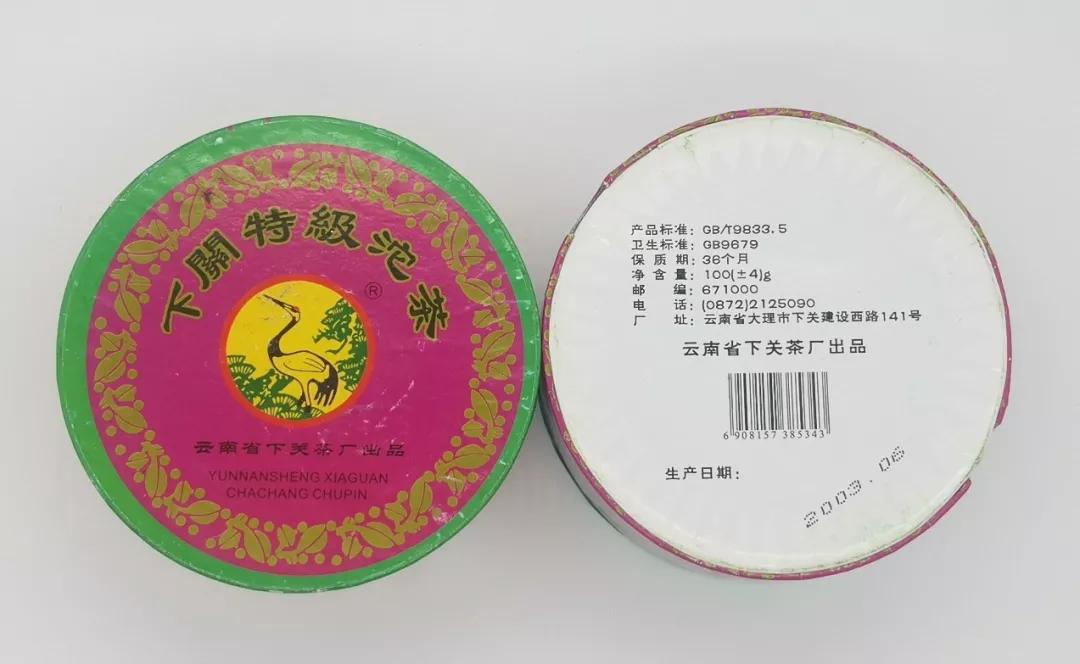 下關特級沱茶
®
云南省下关茶厂出品
YUNNANSHENG XIAGUAN
CHACHANG CHUPIN
产品标准：GB/T9833.5
卫生标准：GB9679
保质期：36个月
净含量：100(±4)g
邮编：671000
电话：(0872)2125090
厂址：云南省大理市下关建设西路141号
云南省下关茶厂出品
6 908157 385343
生产日期：
2003.06